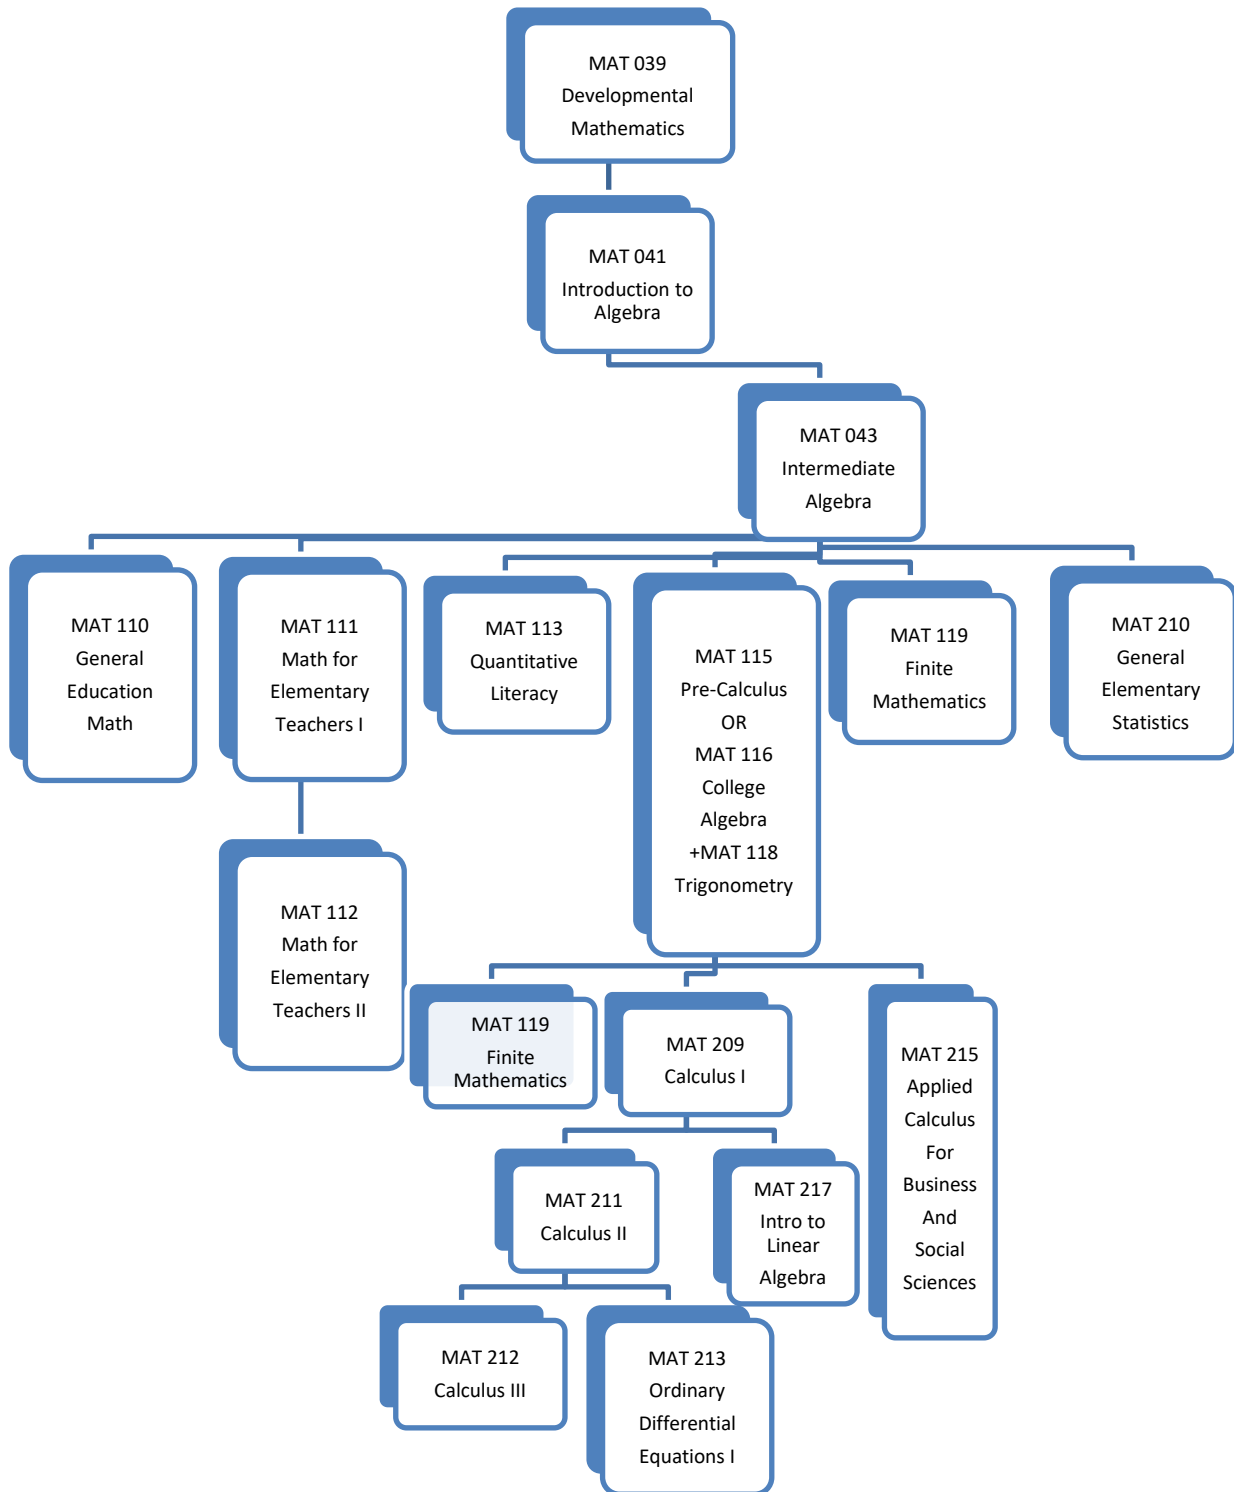 MAT 039
Developmental
Mathematics
MAT 041
Introduction to
Algebra
MAT 043
Intermediate
Algebra
MAT 110
General
Education
Math
MAT 111
Math for
Elementary
Teachers I
MAT 113
Quantitative
Literacy
MAT 115
Pre-Calculus
OR
MAT 116
College
Algebra
+MAT 118
Trigonometry
MAT 119
Finite
Mathematics
MAT 210
General
Elementary
Statistics
MAT 112
Math for
Elementary
Teachers II
MAT 119
Finite
Mathematics
MAT 209
Calculus I
MAT 215
Applied
Calculus
For
Business
And
Social
Sciences
MAT 211
Calculus II
MAT 217
Intro to
Linear
Algebra
MAT 212
Calculus III
MAT 213
Ordinary
Differential
Equations I